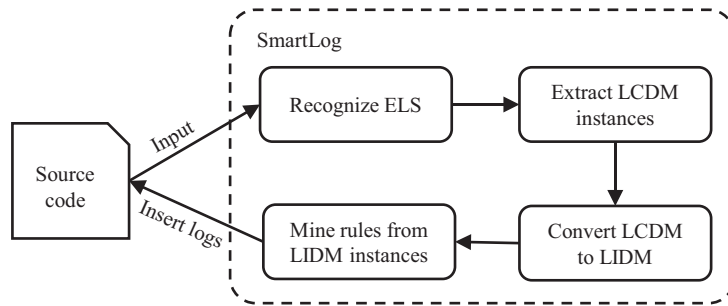 SmartLog
Recognize ELS
Extract LCDM
instances
Input
Source
code
Insert logs
Mine rules from
LIDM instances
Convert LCDM
to LIDM